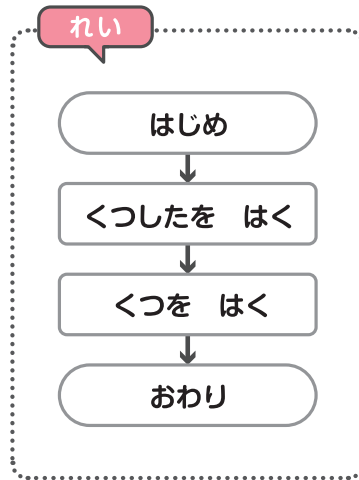 れい
はじめ
くつしたを　はく
くつを　はく
おわり